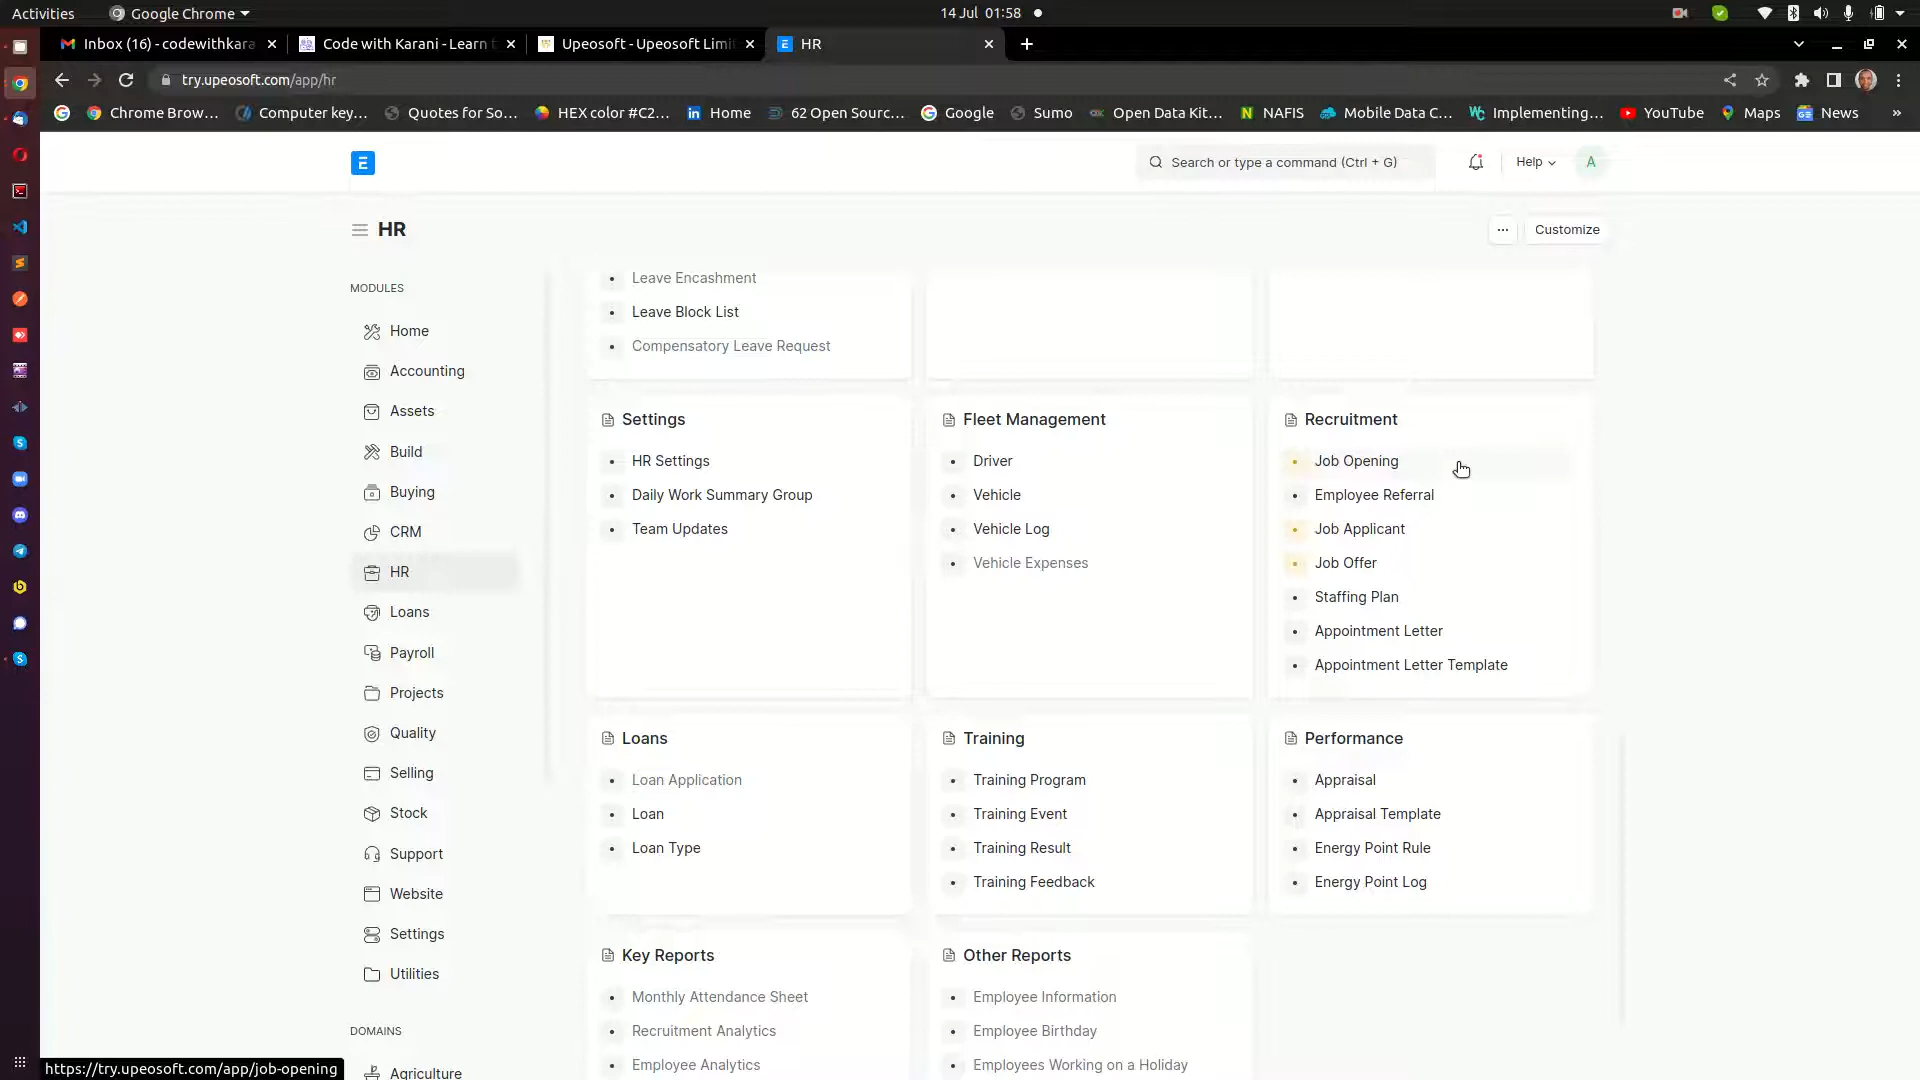 Activities
Google Chrome
14 Jul 01:58
Inbox (16) - codewithkara
Code with Karani - Learn t
Upeosoft - Upeosoft Limi
E HR
try.upeosoft.com/app/hr
Chrome Brow...
Computer key...
Quotes for So...
HEX color #C2...
Home
62 Open Sourc...
Google
Sumo
Open Data Kit...
NAFIS
Mobile Data C...
Implementing...
YouTube
Maps
News
»
E
Search or type a command (Ctrl + G)
Help
A
HR
...
Customize
MODULES
Home
Accounting
Assets
Build
Buying
CRM
HR
Loans
Payroll
Projects
Quality
Selling
Stock
Support
Website
Settings
Utilities
DOMAINS
Agriculture
Leave Encashment
Leave Block List
Compensatory Leave Request
Settings
HR Settings
Daily Work Summary Group
Team Updates
Fleet Management
Driver
Vehicle
Vehicle Log
Vehicle Expenses
Recruitment
Job Opening
Employee Referral
Job Applicant
Job Offer
Staffing Plan
Appointment Letter
Appointment Letter Template
Loans
Loan Application
Loan
Loan Type
Training
Training Program
Training Event
Training Result
Training Feedback
Performance
Appraisal
Appraisal Template
Energy Point Rule
Energy Point Log
Key Reports
Monthly Attendance Sheet
Recruitment Analytics
Employee Analytics
Other Reports
Employee Information
Employee Birthday
Employees Working on a Holiday
https://try.upeosoft.com/app/job-opening